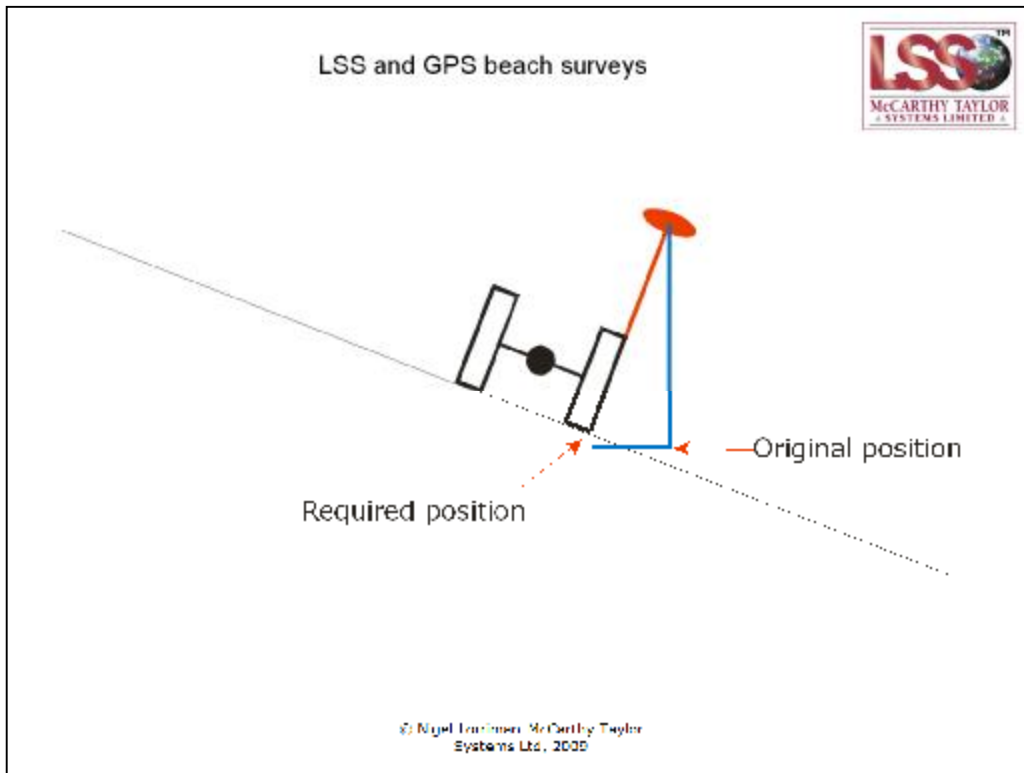 LSS and GPS beach surveys
LSS™
McCARTHY TAYLOR
SYSTEMS LIMITED
Original position
Required position
© Nigel McCarthy Taylor
Systems Ltd, 2009